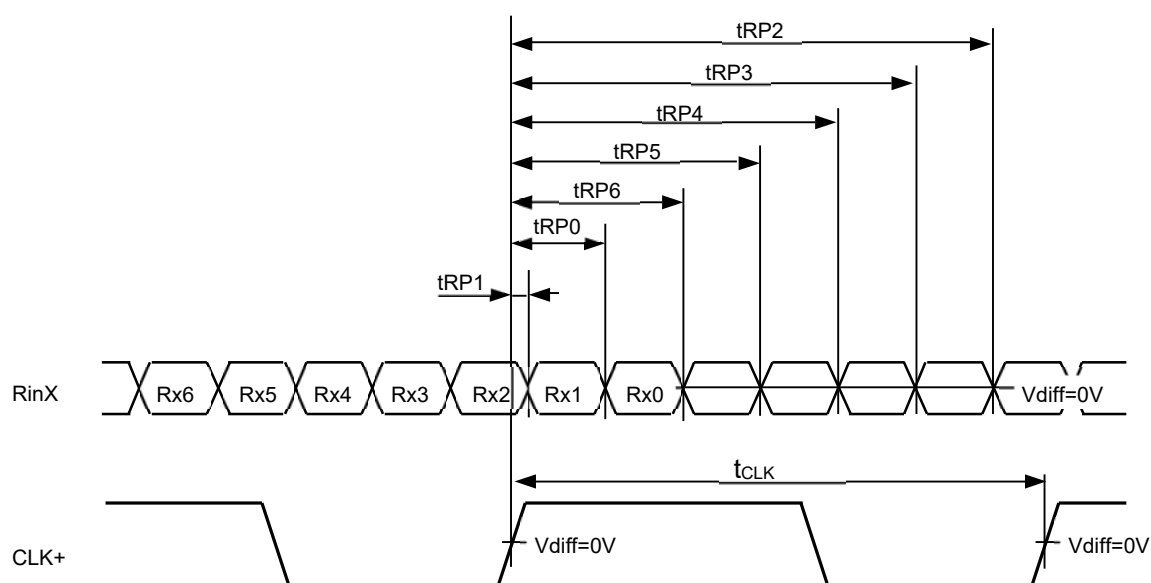 tRP2
tRP3
tRP4
tRP5
tRP6
tRP0
tRP1
RinX Rx6 Rx5 Rx4 Rx3 Rx2 Rx1 Rx0 Vdiff=0V
tCLK
CLK+ Vdiff=0V Vdiff=0V